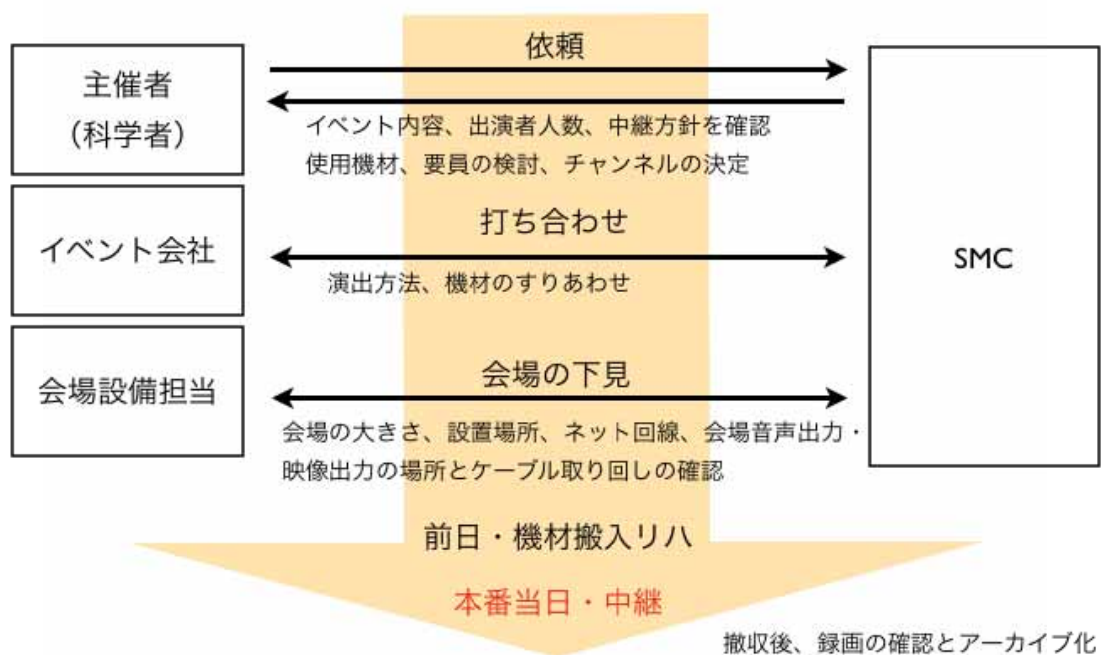 依頼
主催者
（科学者）
イベント内容、出演者人数、中継方針を確認
使用機材、要員の検討、チャンネルの決定
イベント会社
打ち合わせ
演出方法、機材のすりあわせ
SMC
会場設備担当
会場の下見
会場の大きさ、設置場所、ネット回線、会場音声出力・
映像出力の場所とケーブル取り回しの確認
前日・機材搬入リハ
本番当日・中継
撤収後、録画の確認とアーカイブ化